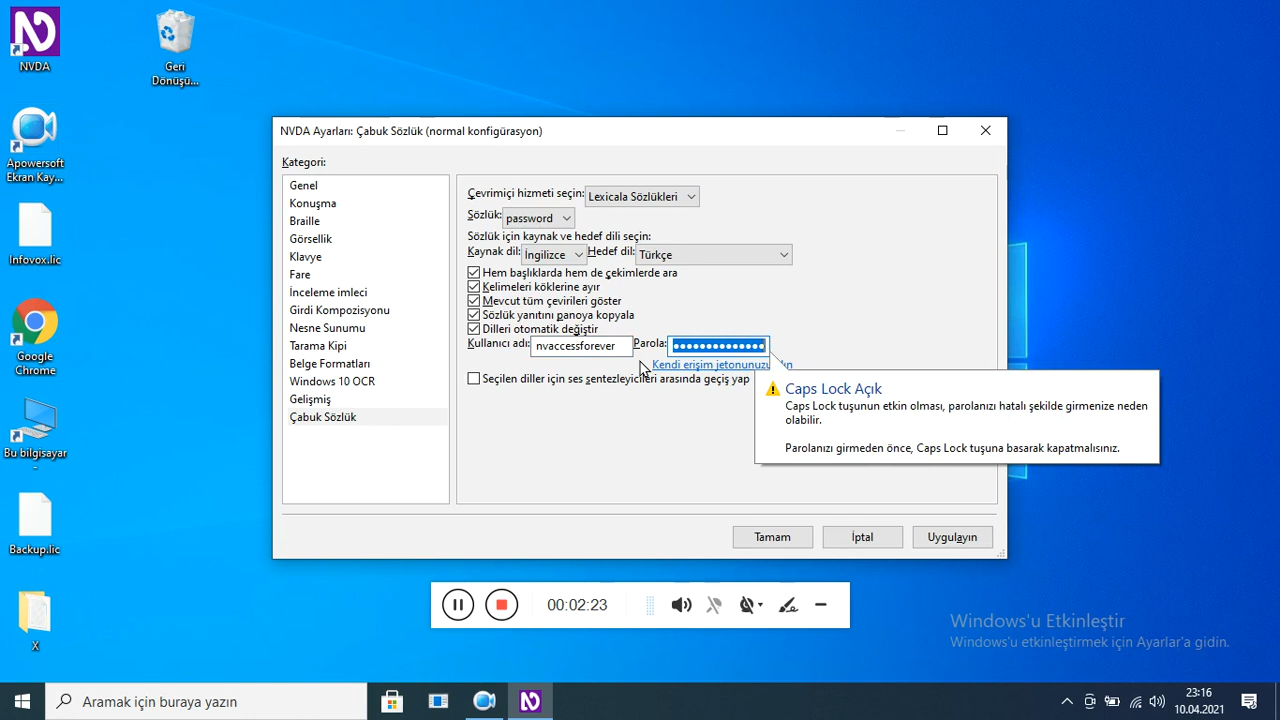 NVDA
Geri
Dönüşü...
Apowersoft
Ekran Kay...
Infovox.lic
Google
Chrome
Bu bilgisayar
-
Backup.lic
X
NVDA Ayarları: Çabuk Sözlük (normal konfigürasyon)
Kategori:
Genel
Konuşma
Braille
Görsellik
Klavye
Fare
İnceleme imleci
Girdi Kompozisyonu
Nesne Sunumu
Tarama Kipi
Belge Formatları
Windows 10 OCR
Gelişmiş
Çabuk Sözlük
Çevrimiçi hizmeti seçin: Lexicala Sözlükleri
Sözlük: password
Sözlük için kaynak ve hedef dili seçin:
Kaynak dil: İngilizce Hedef dil: Türkçe
Hem başlıklarda hem de çekimlerde ara
Kelimeleri köklerine ayır
Mevcut tüm çevirileri göster
Sözlük yanıtını panoya kopyala
Dilleri otomatik değiştir
Kullanıcı adı: nvaccessforever Parola: ●●●●●●●●●●●●●●
Kendi erişim jetonunuzu
Seçilen diller için ses sentezleyicileri arasında geçiş yap
Caps Lock Açık
Caps Lock tuşunun etkin olması, parolanızı hatalı şekilde girmenize neden
olabilir.
Parolanızı girmeden önce, Caps Lock tuşuna basarak kapatmalısınız.
Tamam İptal Uygulayın
00:02:23
Windows'u Etkinleştir
Windows'u etkinleştirmek için Ayarlar'a gidin.
Aramak için buraya yazın
23:16
10.04.2021